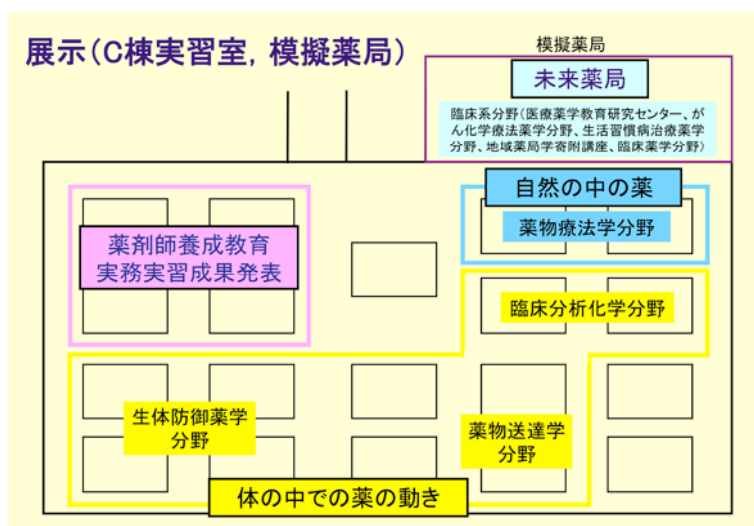 展示(C棟実習室, 模擬薬局)
模擬薬局
未来薬局
臨床系分野(医療薬学教育研究センター、が
ん化学療法薬学分野、生活習慣病治療薬学
分野、地域薬局学寄附講座、臨床薬学分野)
自然の中の薬
薬物療法学分野
薬剤師養成教育
実務実習成果発表
臨床分析化学分野
生体防御薬学
分野
薬物送達学
分野
体の中での薬の動き